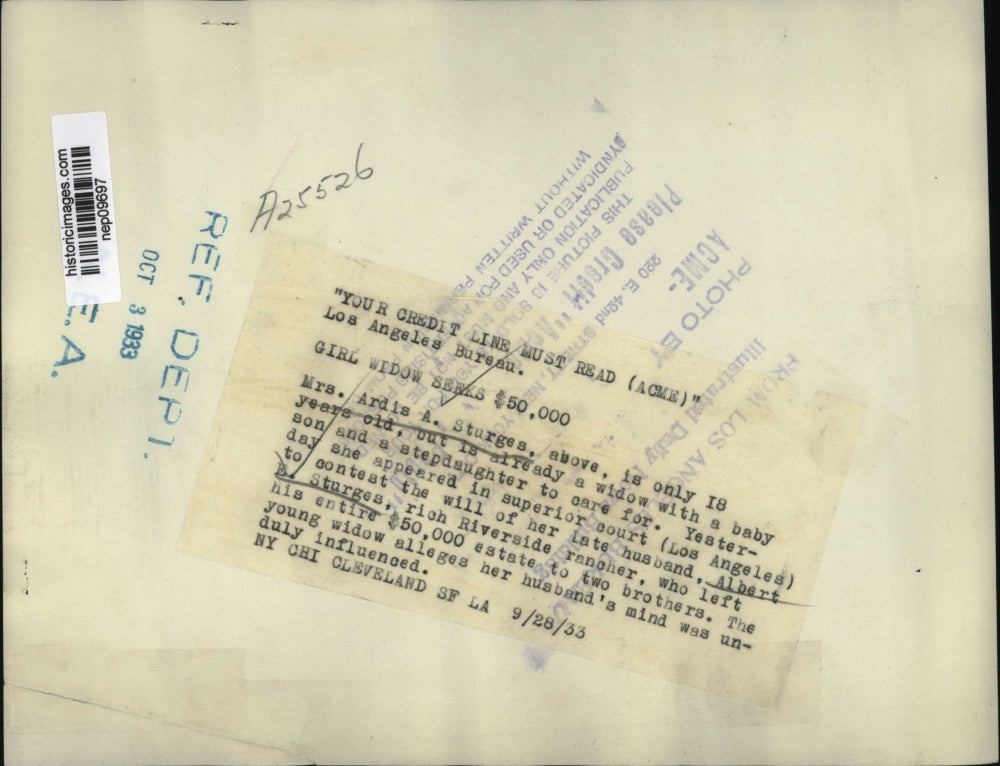 historicimages.com
nep09697
A25526
REF. DEPT.
OCT 3 1933
E.A.
"YOUR CREDIT LINE MUST READ (ACME)"
Los Angeles Bureau.
GIRL WIDOW SEEKS $50,000
Mrs. Ardis A. Sturges, above, is only I8
years old, but is already a widow with a baby
son and a stepdaughter to care for. Yester-
day she appeared in superior court (Los Angeles)
to contest the will of her late husband, Albert
B. Sturges, rich Riverside rancher, who left
his entire $50,000 estate to two brothers. The
young widow alleges her husband's mind was un-
duly influenced.
NY CHI CLEVELAND SF LA 9/28/33
PHOTO BY
ACME-
220 E. 42nd
Please Credit "
THIS PICTURE IS SOLD
PUBLICATION ONLY AND
SYNDICATED OR USED FOR
WITHOUT WRITTEN
FROM LOS
Illustrated Daily